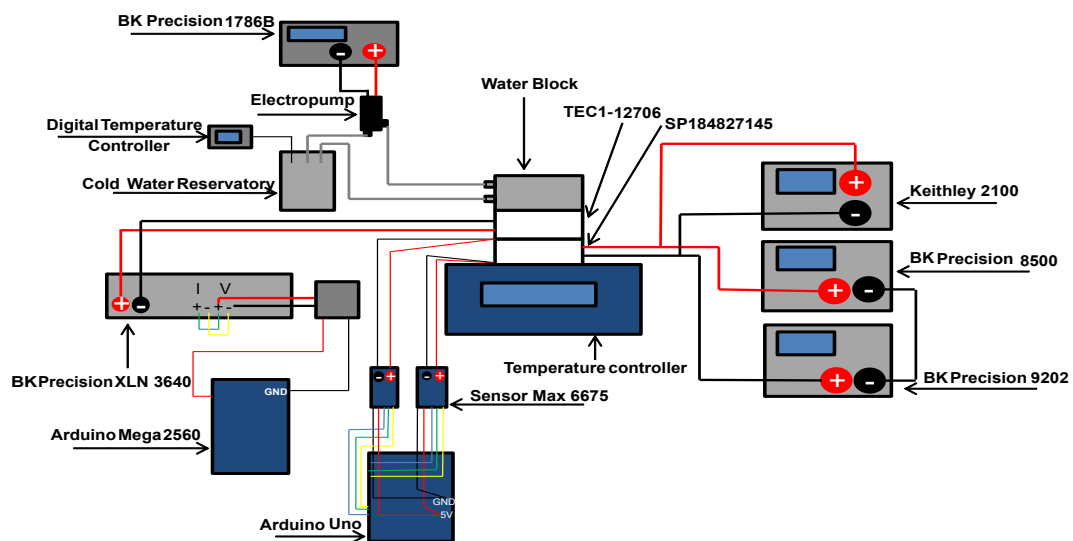 BK Precision 1786B
- +
Electropump
Digital Temperature
Controller
Cold Water Reservatory
Water Block
TEC1-12706
SP184827145
+
-
Keithley 2100
BK Precision 8500
+ -
BK Precision 9202
+ -
+ -
I V
+ - + -
BK Precision XLN 3640
GND
Arduino Mega 2560
Temperature controller
- +
- +
Sensor Max 6675
GND
5V
Arduino Uno